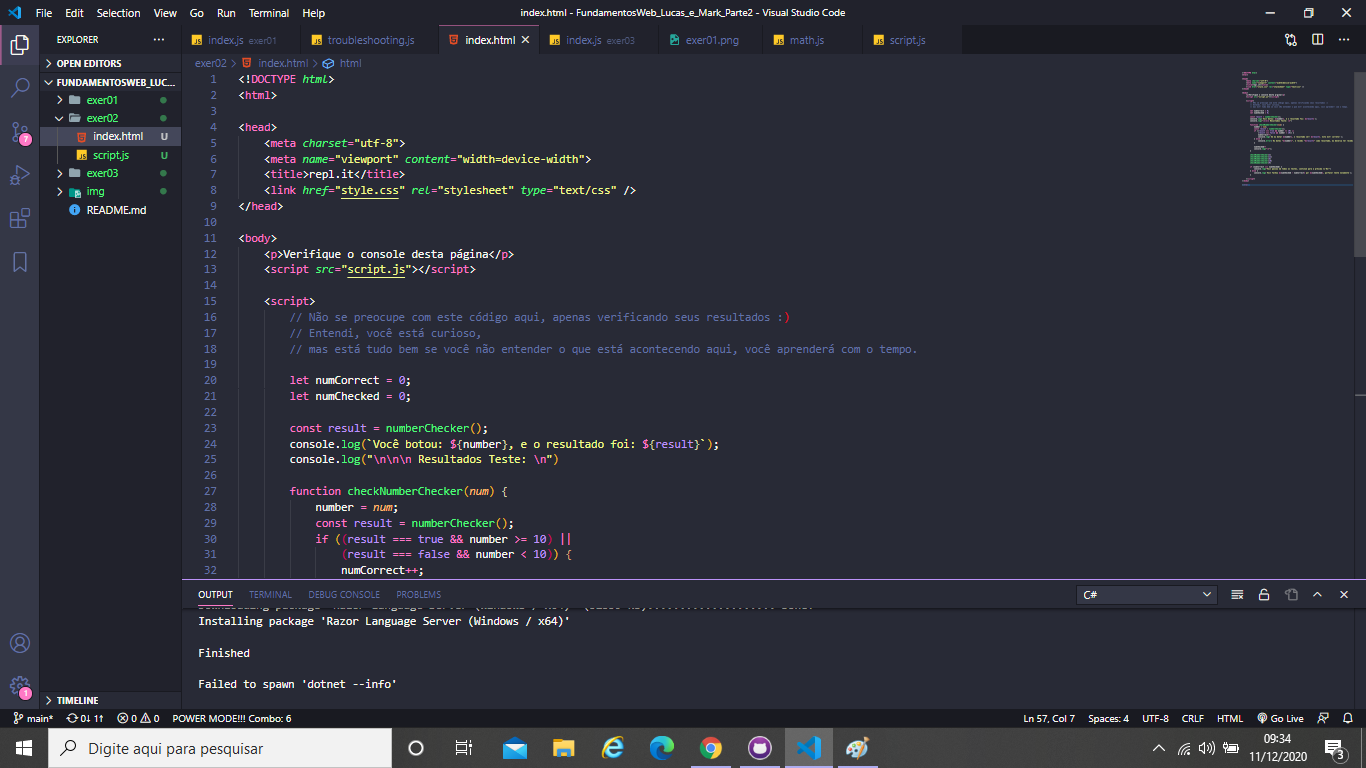 File Edit Selection View Go Run Terminal Help
index.html - FundamentosWeb_Lucas_e_Mark_Parte2 - Visual Studio Code
EXPLORER
OPEN EDITORS
FUNDAMENTOSWEB_LUC...
exer01
exer02
index.html U
script.js U
exer03
img
README.md
TIMELINE
7
1
index.js exer01
troubleshooting.js
index.html
index.js exer03
exer01.png
math.js
script.js
exer02 > index.html > html
1 <!DOCTYPE html>
2 <html>
3
4 <head>
5 <meta charset="utf-8">
6 <meta name="viewport" content="width=device-width">
7 <title>repl.it</title>
8 <link href="style.css" rel="stylesheet" type="text/css" />
9 </head>
10
11 <body>
12 <p>Verifique o console desta página</p>
13 <script src="script.js"></script>
14
15 <script>
16 // Não se preocupe com este código aqui, apenas verificando seus resultados :)
17 // Entendi, você está curioso,
18 // mas está tudo bem se você não entender o que está acontecendo aqui, você aprenderá com o tempo.
19
20 let numCorrect = 0;
21 let numChecked = 0;
22
23 const result = numberChecker();
24 console.log(`Você botou: ${number}, e o resultado foi: ${result}`);
25 console.log("\n\n\n Resultados Teste: \n")
26
27 function checkNumberChecker(num) {
28 number = num;
29 const result = numberChecker();
30 if ((result === true && number >= 10) ||
31 (result === false && number < 10)) {
32 numCorrect++;
OUTPUT TERMINAL DEBUG CONSOLE PROBLEMS
C#
Installing package 'Razor Language Server (Windows / x64)'
Finished
Failed to spawn 'dotnet --info'
main* 0↓ 1↑ 0 0 POWER MODE!!! Combo: 6
Ln 57, Col 7 Spaces: 4 UTF-8 CRLF HTML Go Live
Digite aqui para pesquisar
09:34
11/12/2020
3